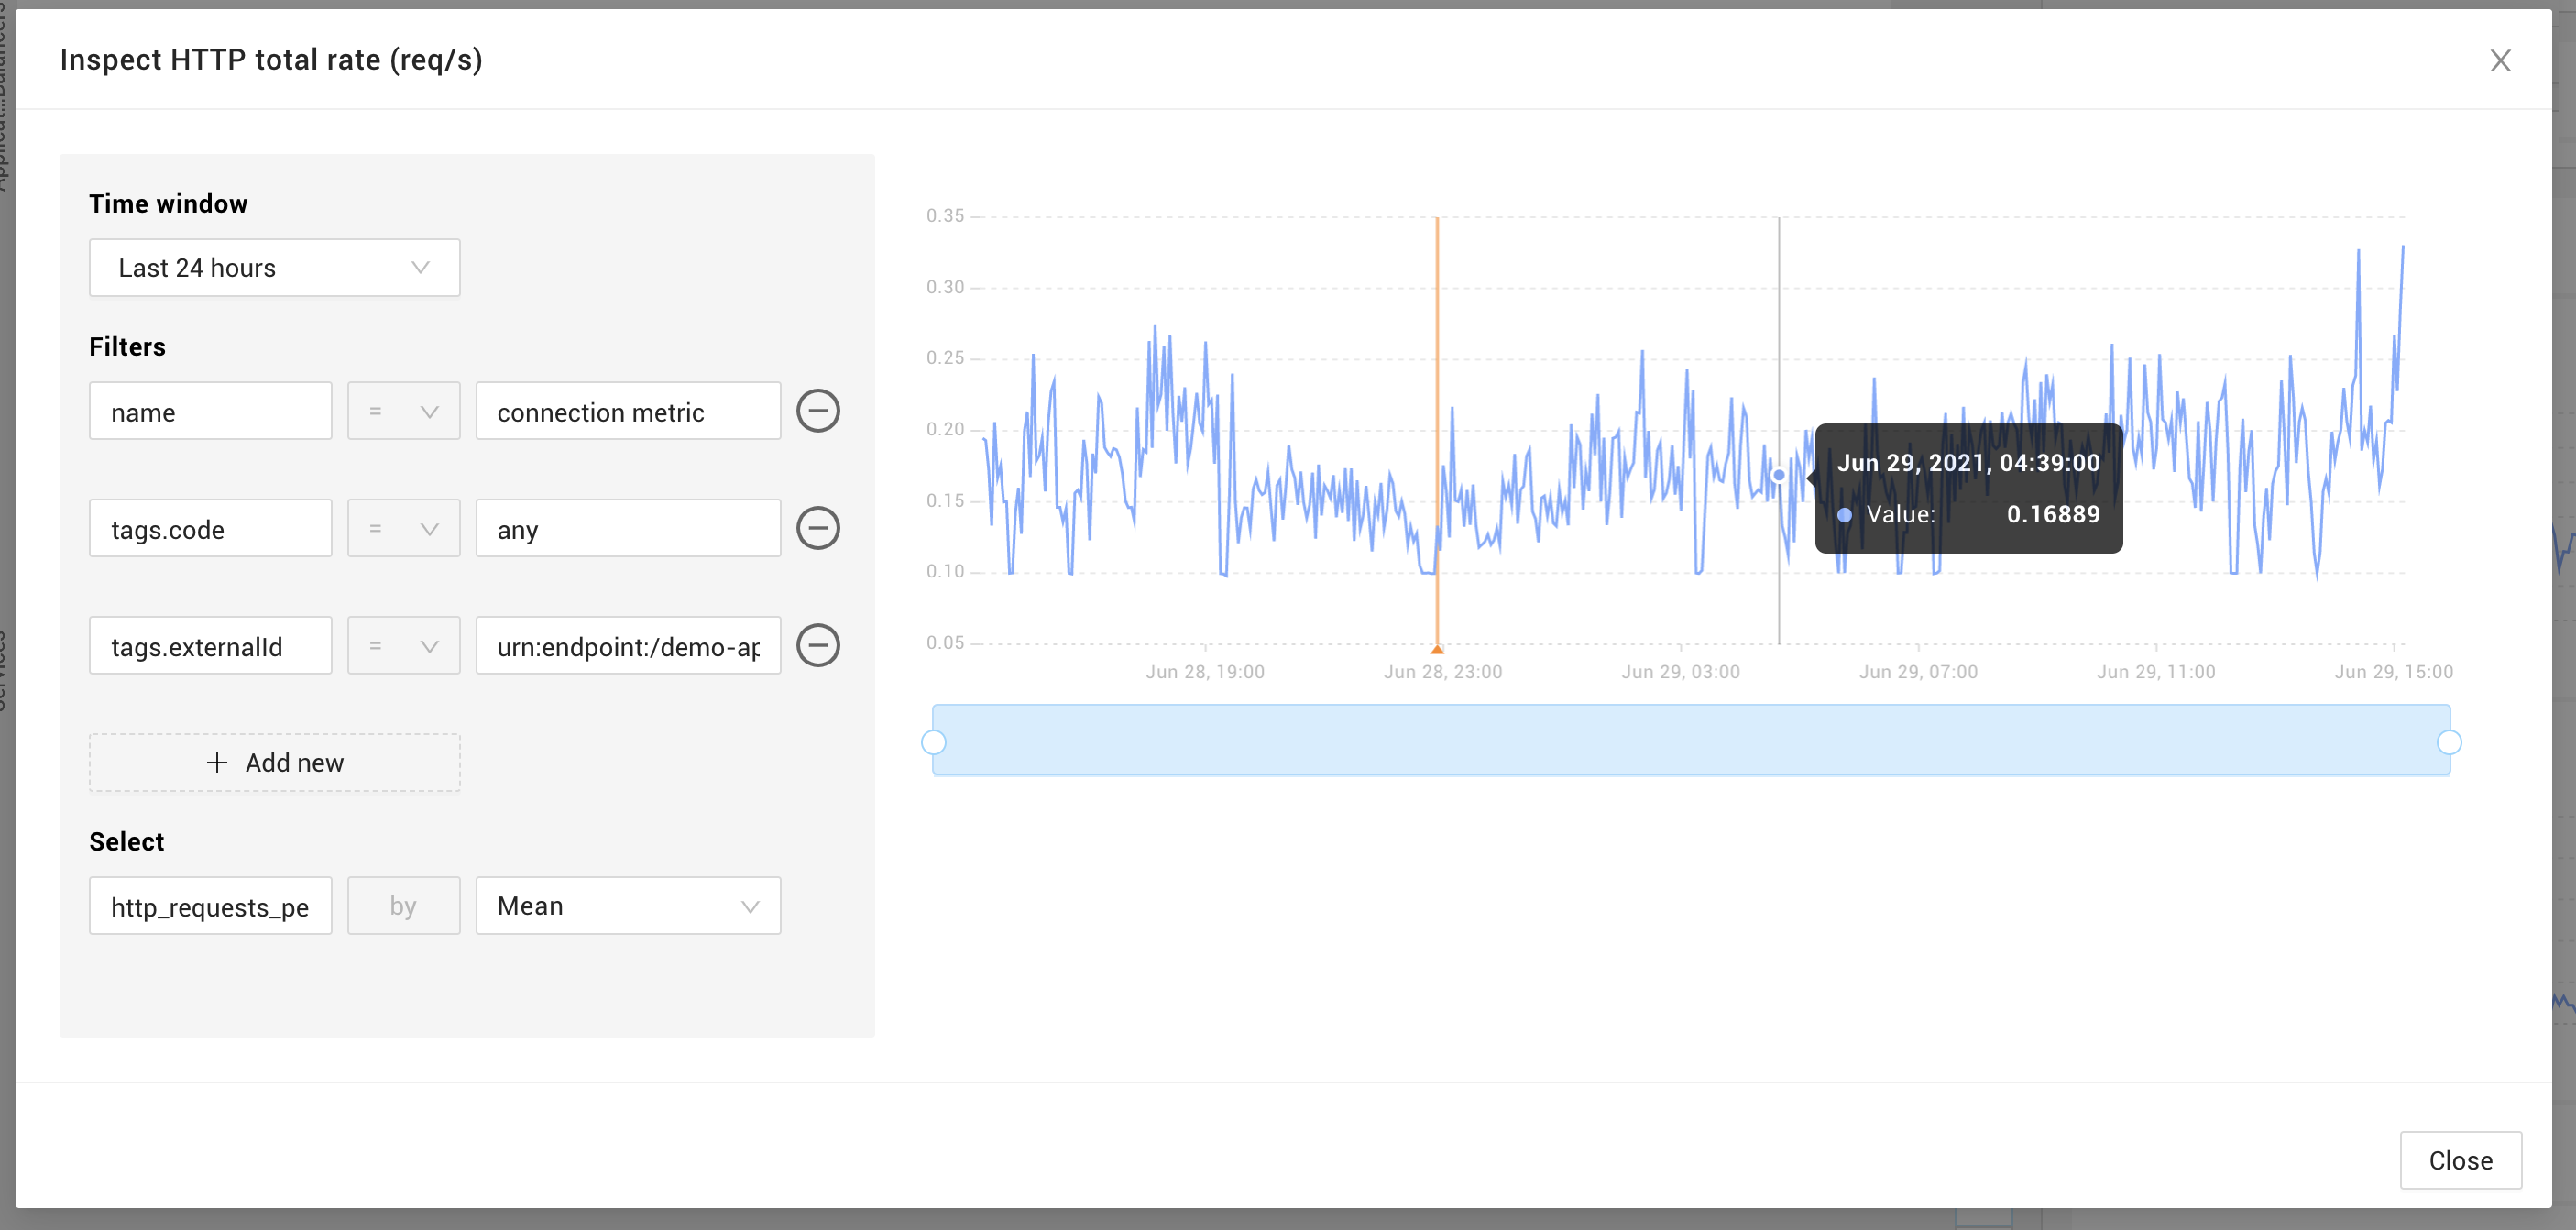 Inspect HTTP total rate (req/s)
Time window
Last 24 hours
Filters
name = connection metric
tags.code = any
tags.externalId = urn:endpoint:/demo-ap
+ Add new
Select
http_requests_pe by Mean
0.35
0.30
0.25
0.20
0.15
0.10
0.05
Jun 29, 2021, 04:39:00
Value: 0.16889
Jun 28, 19:00 Jun 28, 23:00 Jun 29, 03:00 Jun 29, 07:00 Jun 29, 11:00 Jun 29, 15:00
Close